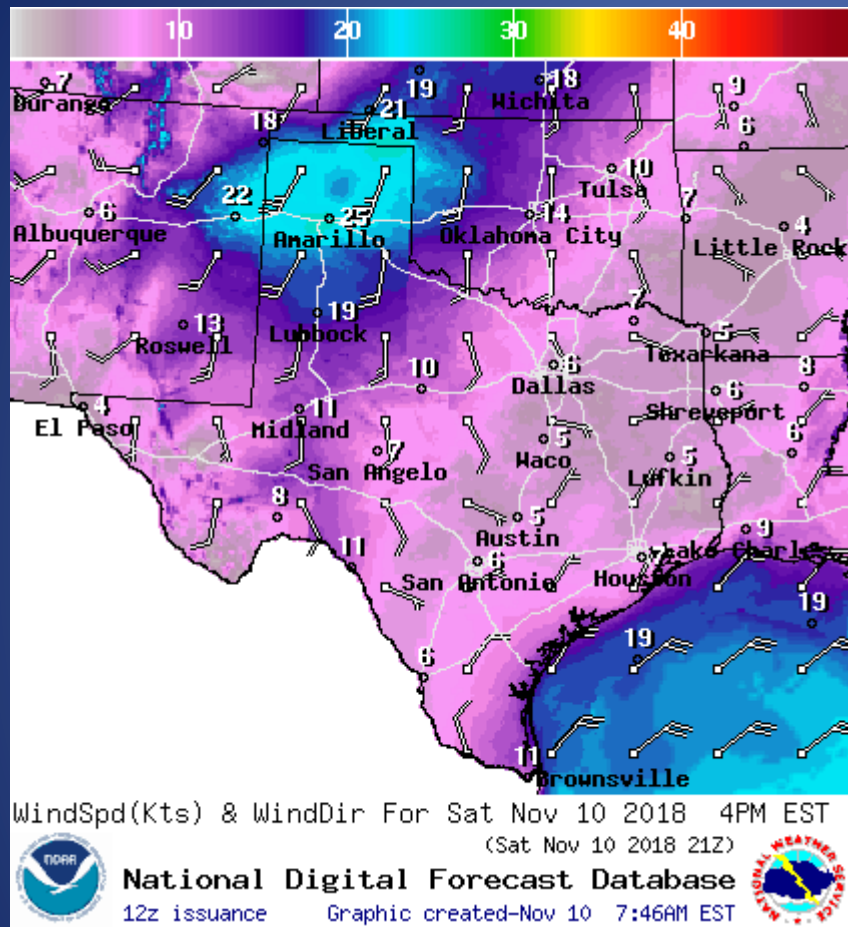 10 20 30 40
7 19 18 9
Durango Wichita
21
Liberal
18 6
10
Tulsa
6 22 25 14 7 4
Albuquerque Amarillo Oklahoma City Little Rock
13 19 7 5
Roswell Lubbock Texarkana
10 6 6 8
Dallas
4 11 Shreveport
El Paso Midland
7 5 5 6
San Angelo Waco Lufkin
8 5 9
Austin
11 6 7 Lake Charles
San Antonio Houston
19
6 19
11
Brownsville
WindSpd(Kts) & WindDir For Sat Nov 10 2018 4PM EST
(Sat Nov 10 2018 21Z)
NOAA
National Digital Forecast Database
12z issuance Graphic created-Nov 10 7:46AM EST
NATIONAL WEATHER SERVICE